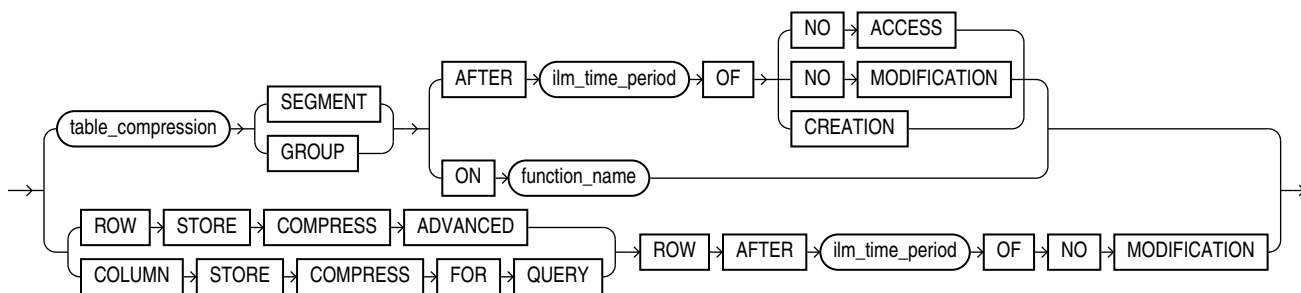 NO ACCESS
AFTER ilm_time_period OF NO MODIFICATION
SEGMENT
table_compression
GROUP
CREATION
ON function_name
ROW STORE COMPRESS ADVANCED
ROW AFTER ilm_time_period OF NO MODIFICATION
COLUMN STORE COMPRESS FOR QUERY